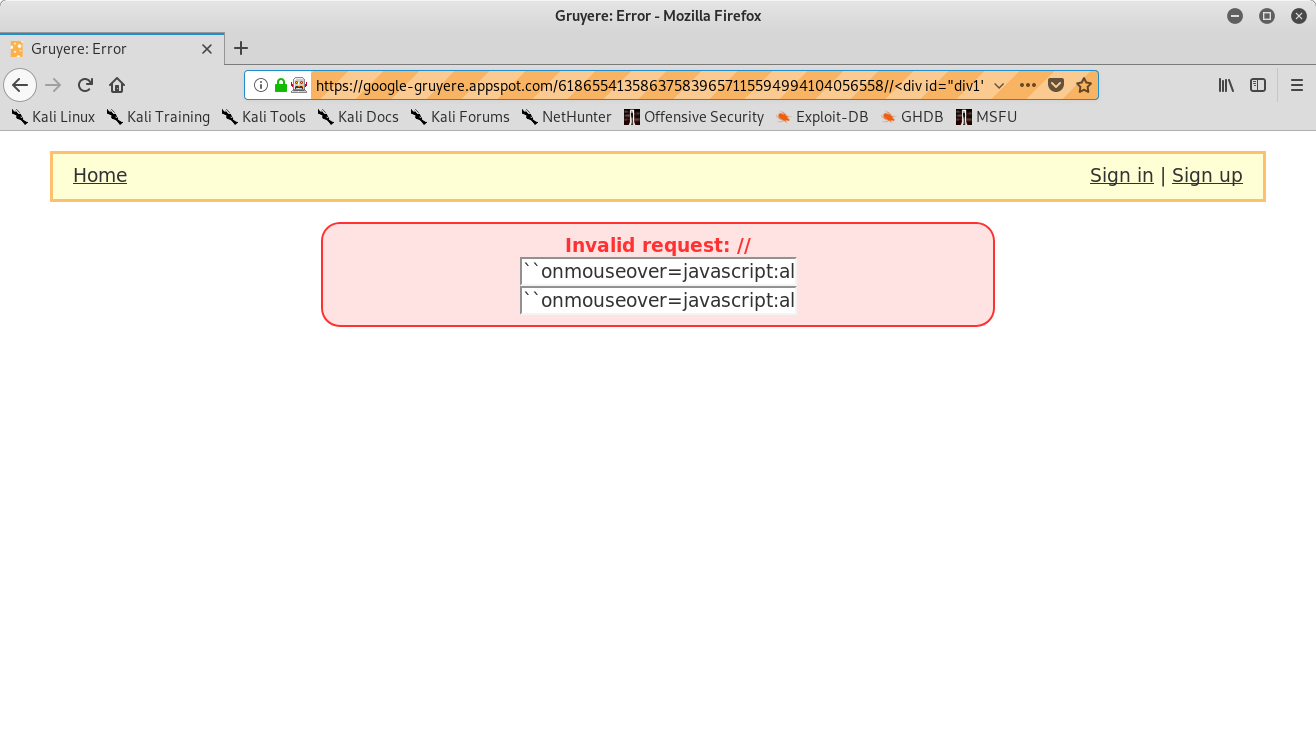 Gruyere: Error - Mozilla Firefox
Gruyere: Error
https://google-gruyere.appspot.com/618655413586375839657115594994104056558//<div id="div1"
Kali Linux Kali Training Kali Tools Kali Docs Kali Forums NetHunter Offensive Security Exploit-DB GHDB MSFU
Home Sign in | Sign up
Invalid request: //
``onmouseover=javascript:al
``onmouseover=javascript:al